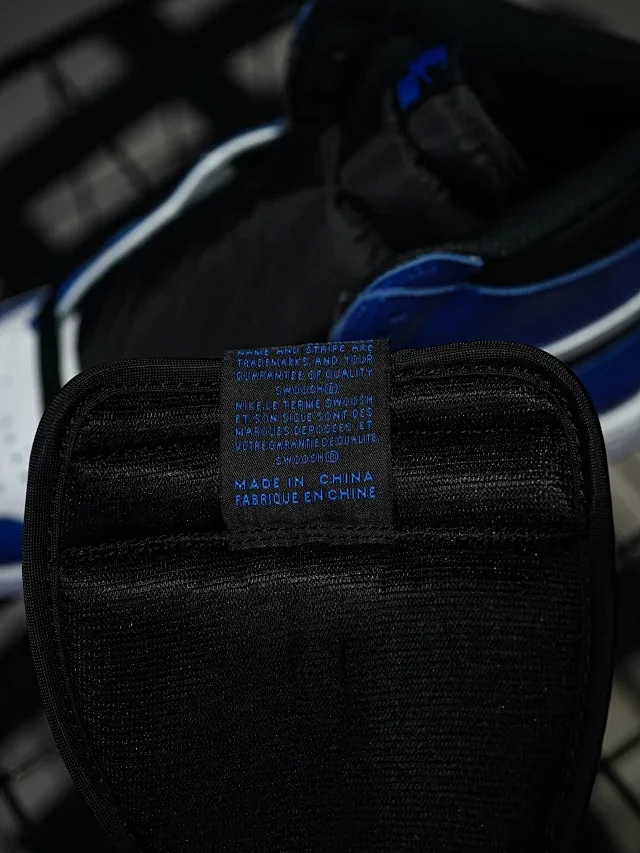 NAME AND STRIPE ARE
TRADEMARKS AND YOUR
GUARANTEE OF QUALITY
SWOOSH®
NIKE.LE TERME SWOOSH
ET SON SIGUE SONT DES
MARQUES DEPOSEES ET
VOTRE GARANTIE DE QUALITE
SWOOSH®
MADE IN CHINA
FABRIQUE EN CHINE